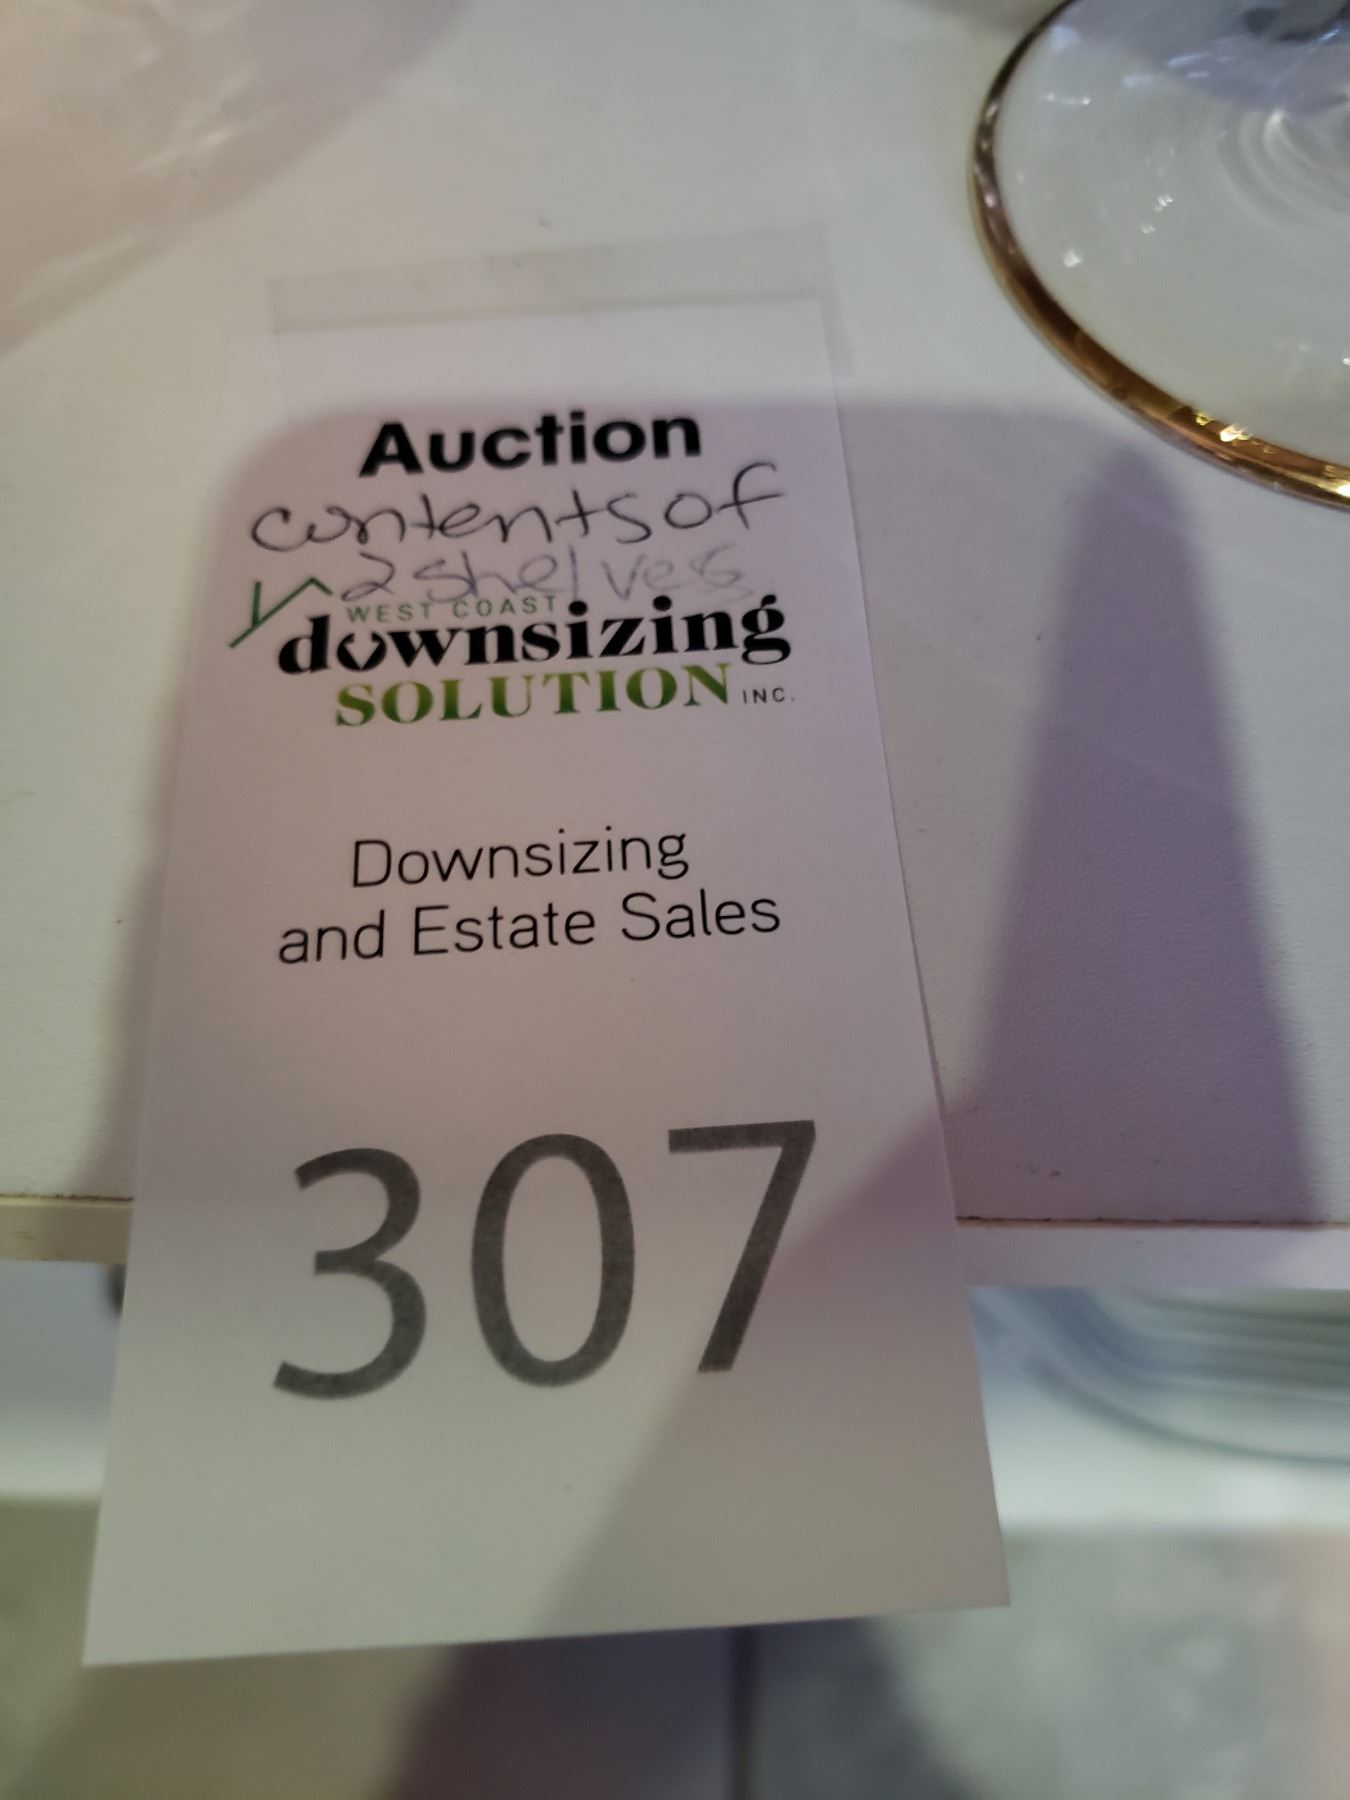 Auction
contents of
2 shelves
WEST COAST
downsizing
SOLUTION INC.
Downsizing
and Estate Sales
307